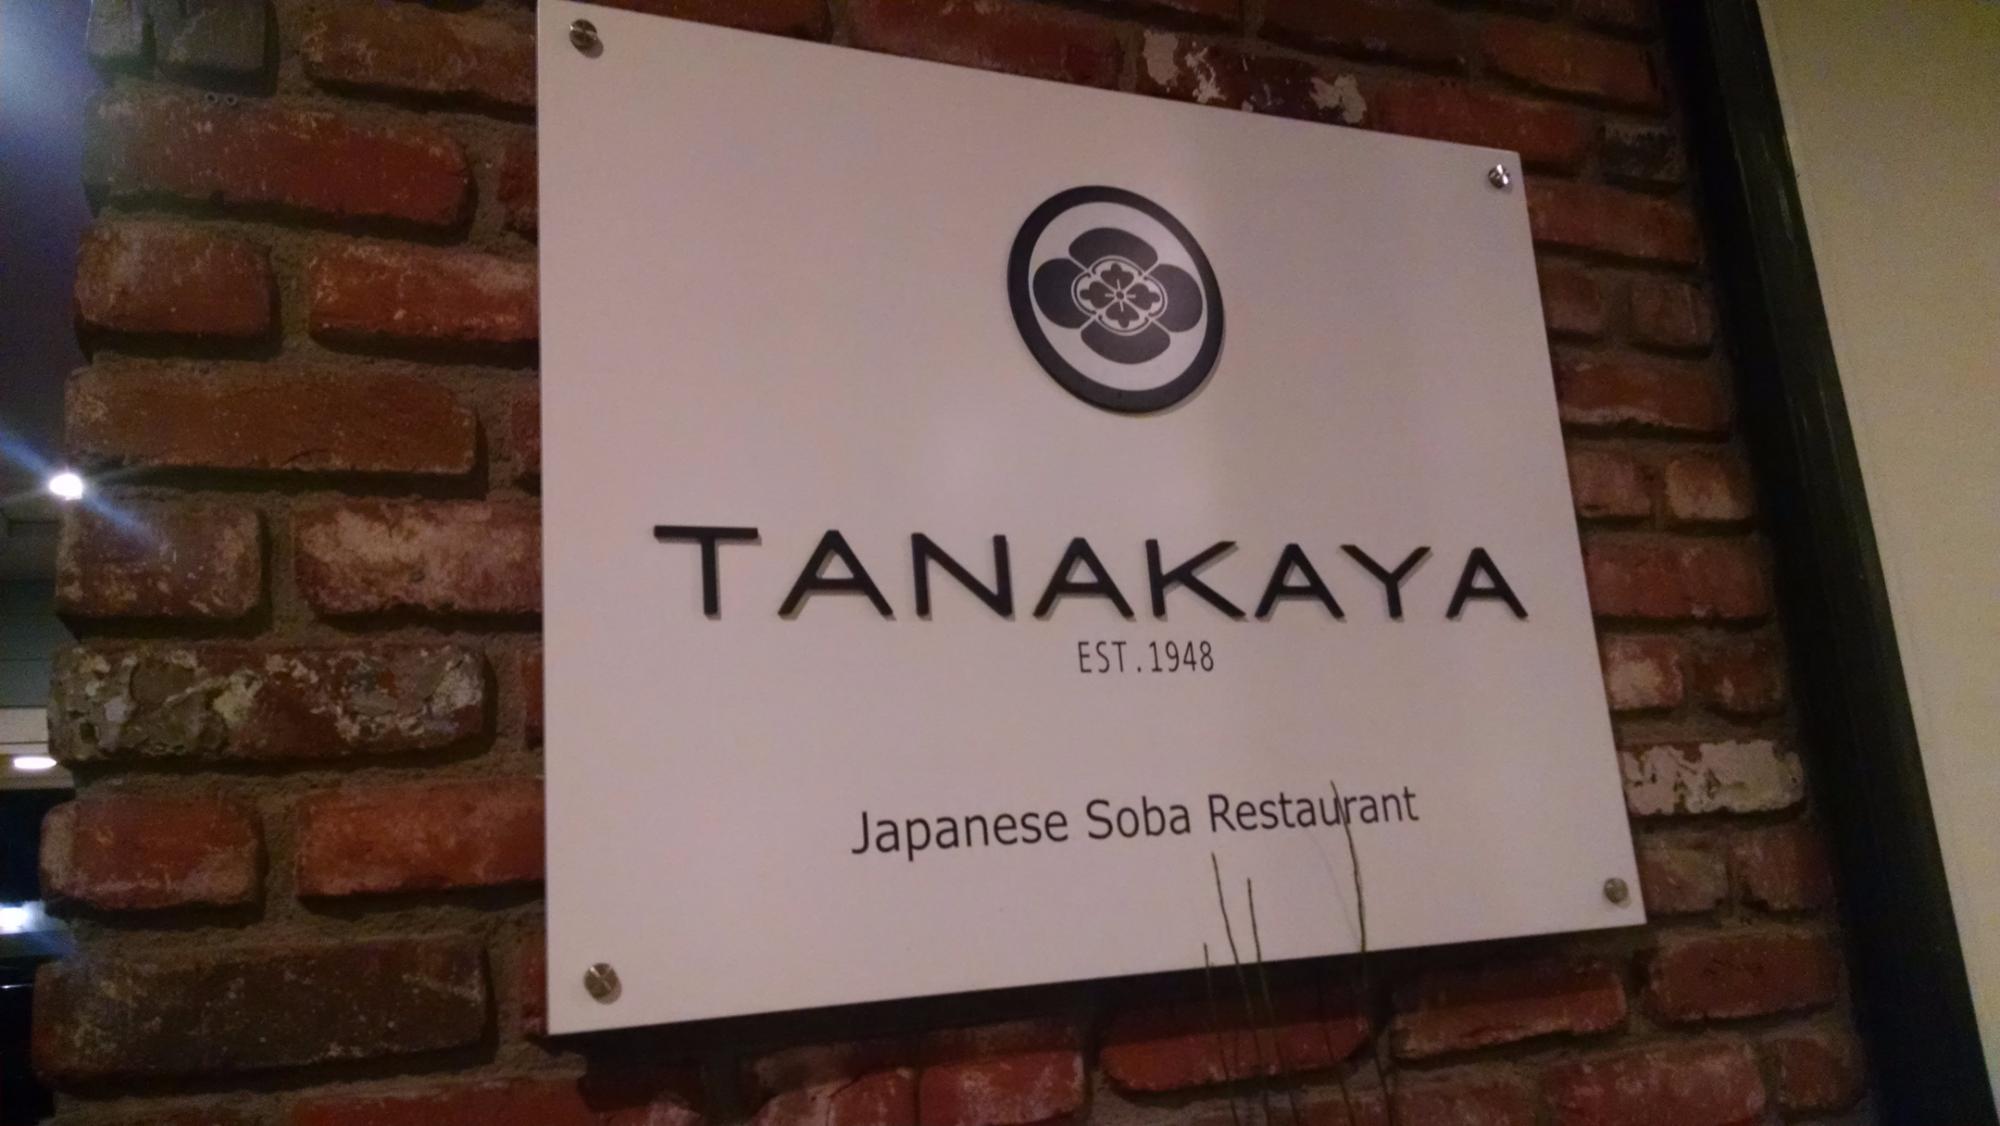 TANAKAYA
EST.1948
Japanese Soba Restaurant